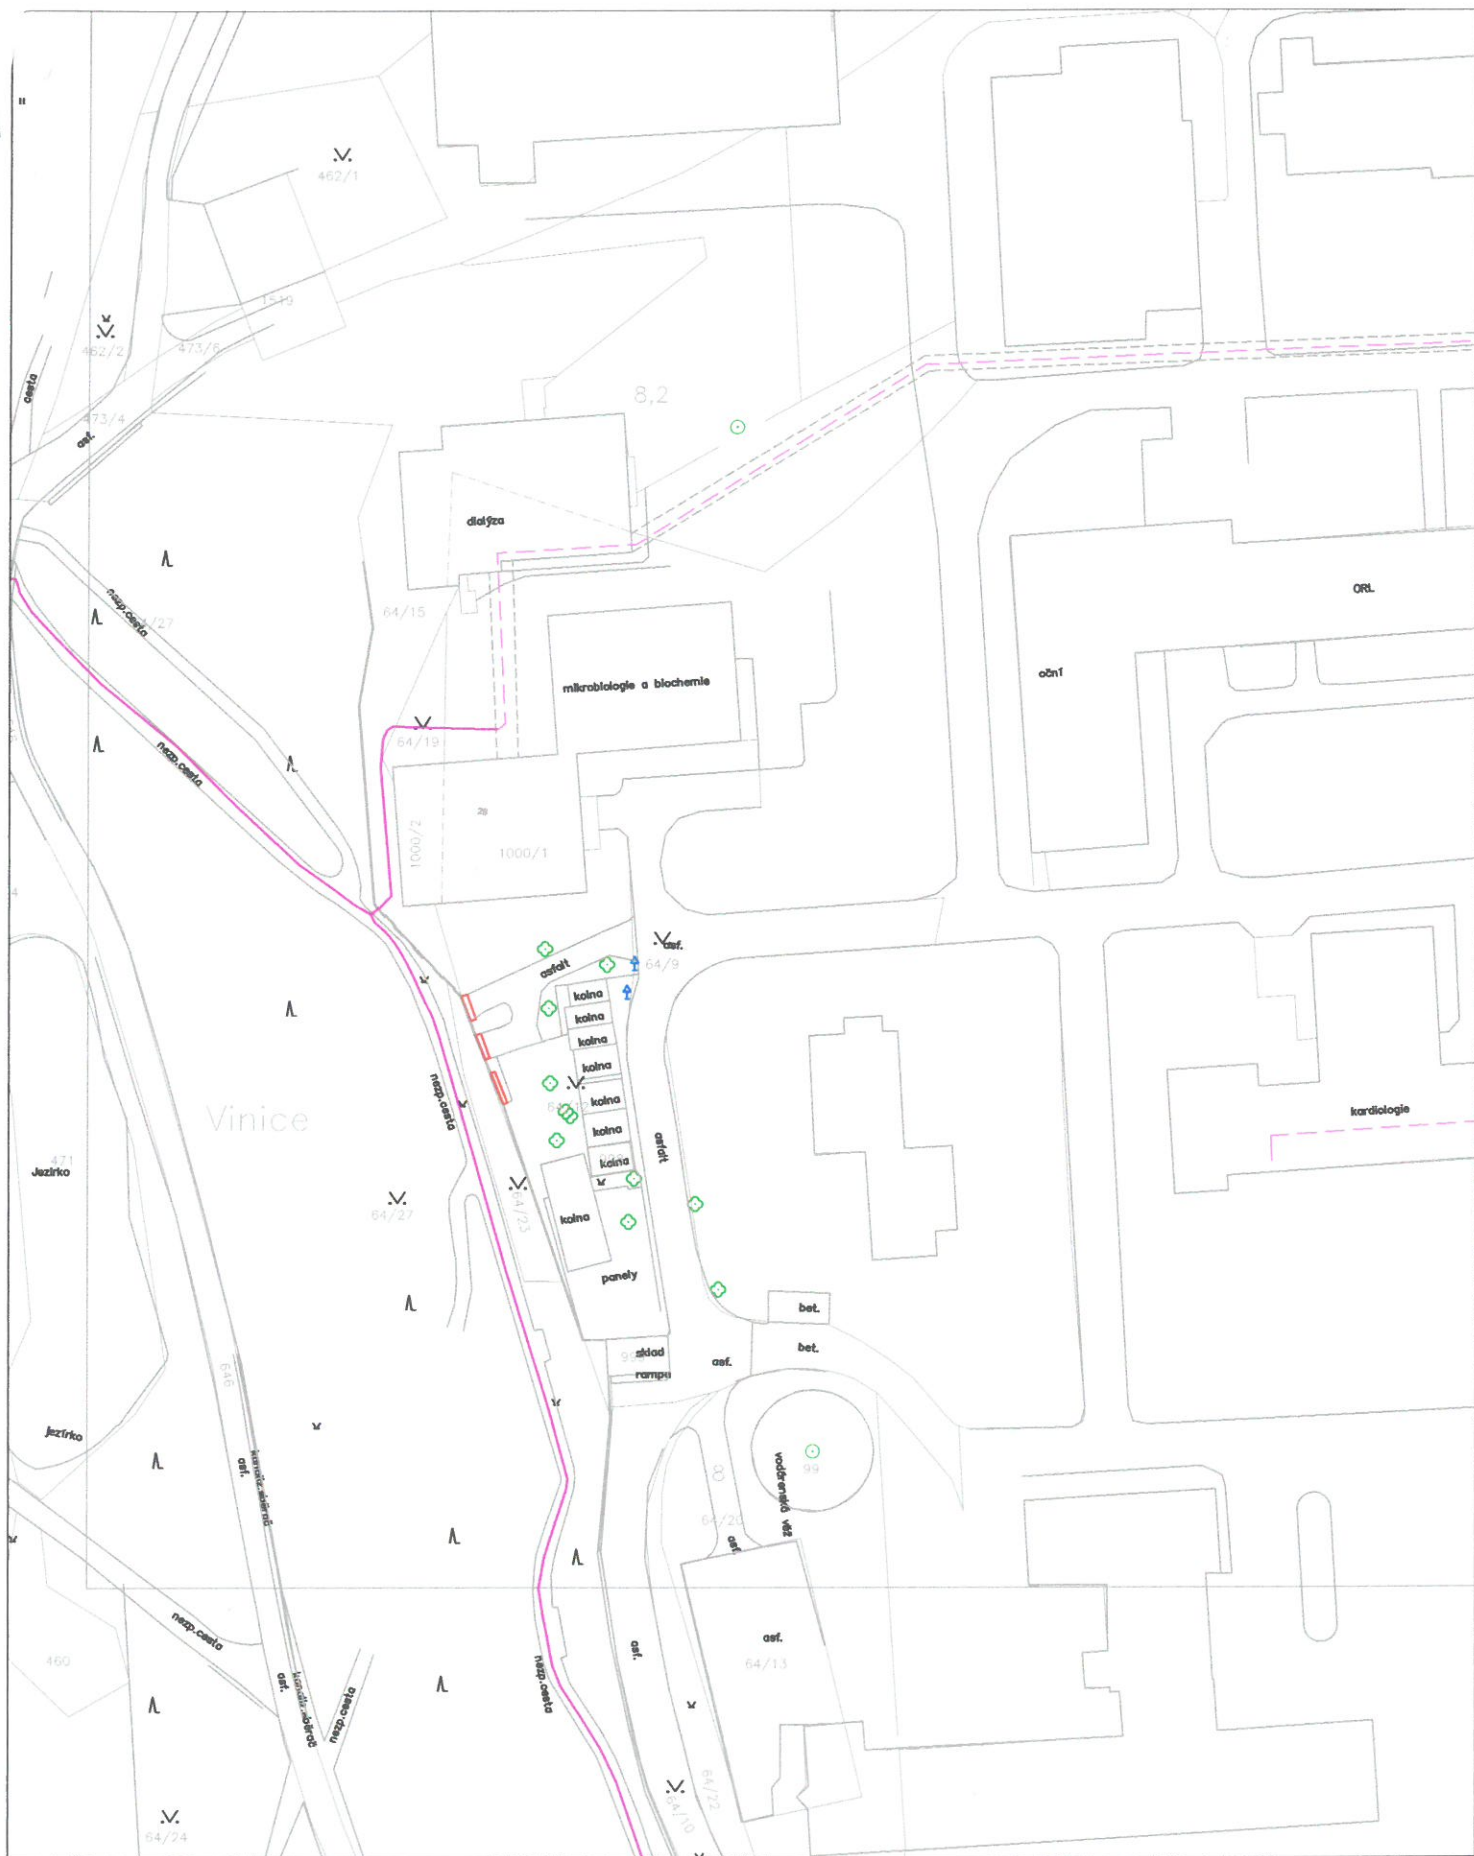 462/1
1519
462/2
473/6
cesta
473/4
asf.
8,2
dialýza
64/15
nezp.cesta
ORL
oční
mikrobiologie a biochemie
64/19
nezp.cesta
1000/2
1000/1
asf.
64/9
asfalt
kolna
kolna
kolna
kolna
kolna
kolna
kolna
nezp.cesta
asfalt
Vinice
kardiologie
471
Jezírko
64/27
64/23
kolna
panely
bet.
bet.
sklad
rampa
asf.
646
jezírko
asf.
99
vodárenská věž
64/20
asf.
nezp.cesta
asf.
asf.
64/13
460
nezp.cesta
asf.
nezp.cesta
64/22
64/10
64/24